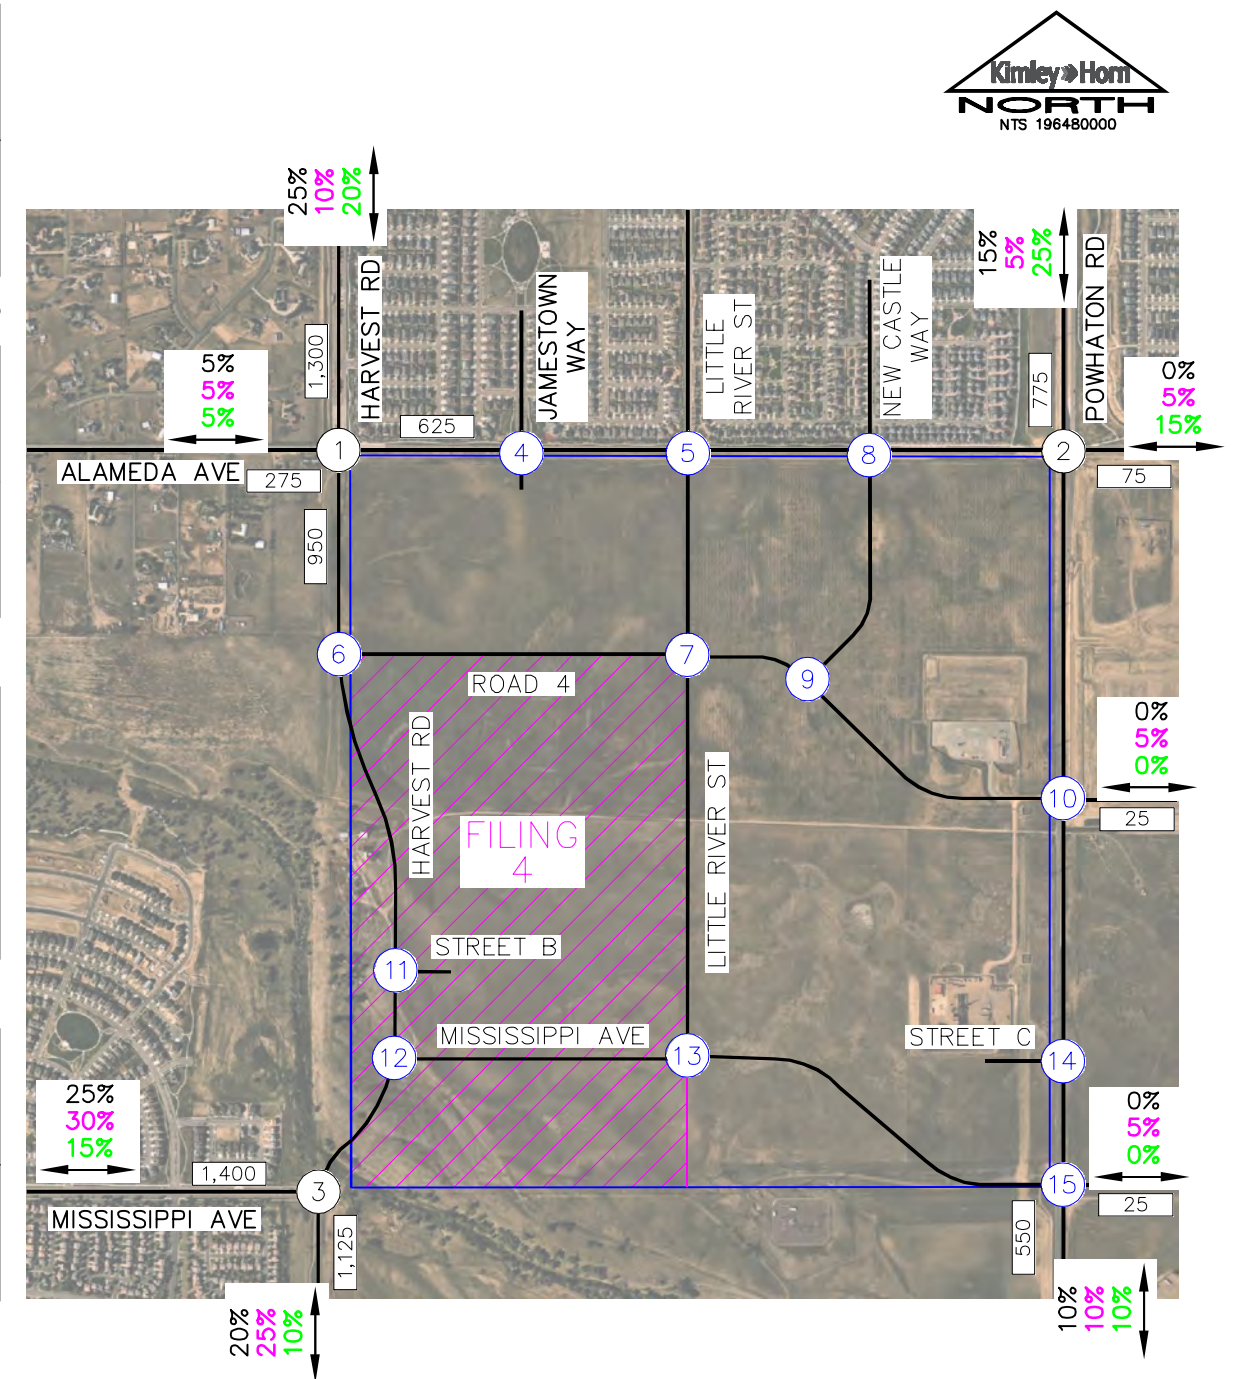 Kimley»Horn
NORTH
NTS 196480000
25%
10%
20%
15%
5%
25%
HARVEST RD
JAMESTOWN
WAY
LITTLE
RIVER ST
NEW CASTLE
WAY
POWHATON RD
1,300
775
5%
5%
5%
0%
5%
15%
625
1
4
5
8
2
ALAMEDA AVE
275
75
950
6
7
9
ROAD 4
HARVEST RD
LITTLE RIVER ST
0%
5%
0%
10
25
FILING
4
STREET B
11
MISSISSIPPI AVE
12
13
STREET C
14
25%
30%
15%
0%
5%
0%
1,400
3
15
25
MISSISSIPPI AVE
1,125
550
20%
25%
10%
10%
10%
10%